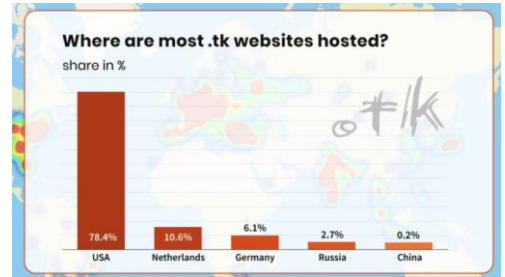 Where are most .tk websites hosted?
share in %
.tk
78.4%
10.6%
6.1%
2.7%
0.2%
USA
Netherlands
Germany
Russia
China